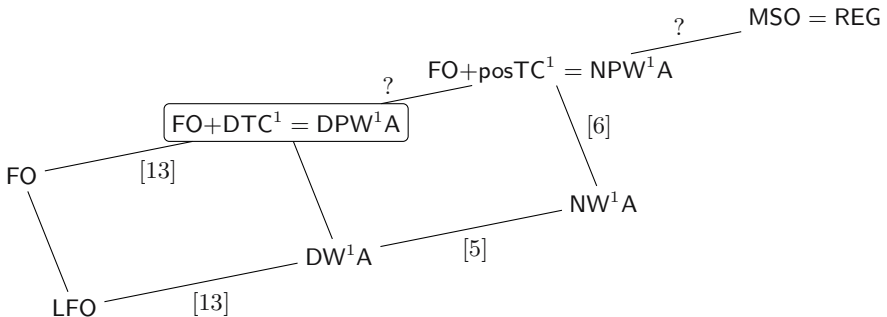 MSO = REG
?
FO+posTC¹ = NPW¹A
?
FO+DTC¹ = DPW¹A
[6]
[13]
FO
NW¹A
[5]
DW¹A
[13]
LFO